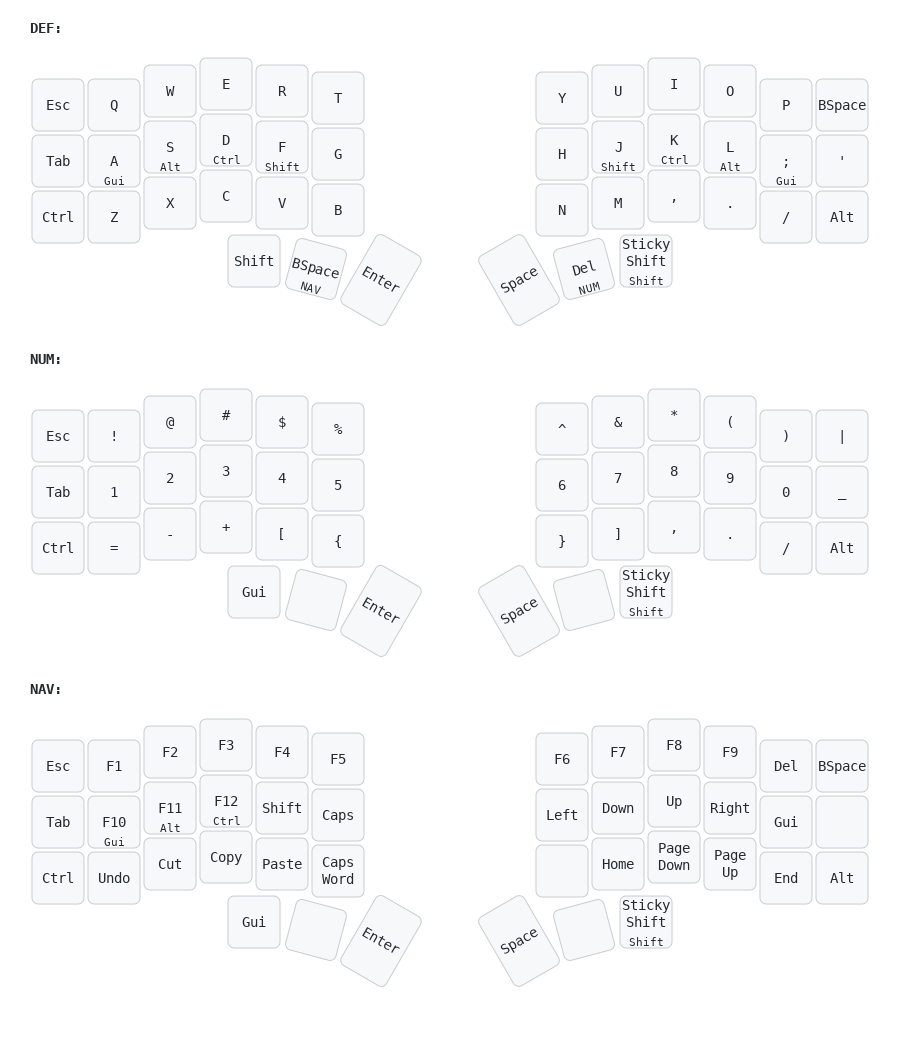 DEF:
Esc Q W E R T Y U I O P BSpace
Tab A Gui S Alt D Ctrl F Shift G H J Shift K Ctrl L Alt ; Gui '
Ctrl Z X C V B N M , . / Alt
Shift BSpace NAV Enter Space Del NUM Sticky Shift Shift
NUM:
Esc ! @ # $ % ^ & * ( ) |
Tab 1 2 3 4 5 6 7 8 9 0 _
Ctrl = - + [ { } ] , . / Alt
Gui Enter Space Sticky Shift Shift
NAV:
Esc F1 F2 F3 F4 F5 F6 F7 F8 F9 Del BSpace
Tab F10 Gui F11 Alt F12 Ctrl Shift Caps Left Down Up Right Gui
Ctrl Undo Cut Copy Paste Caps Word Home Page Down Page Up End Alt
Gui Enter Space Sticky Shift Shift